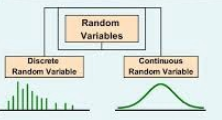 Random
Variables
Discrete
Random Variable
Continuous
Random Variable